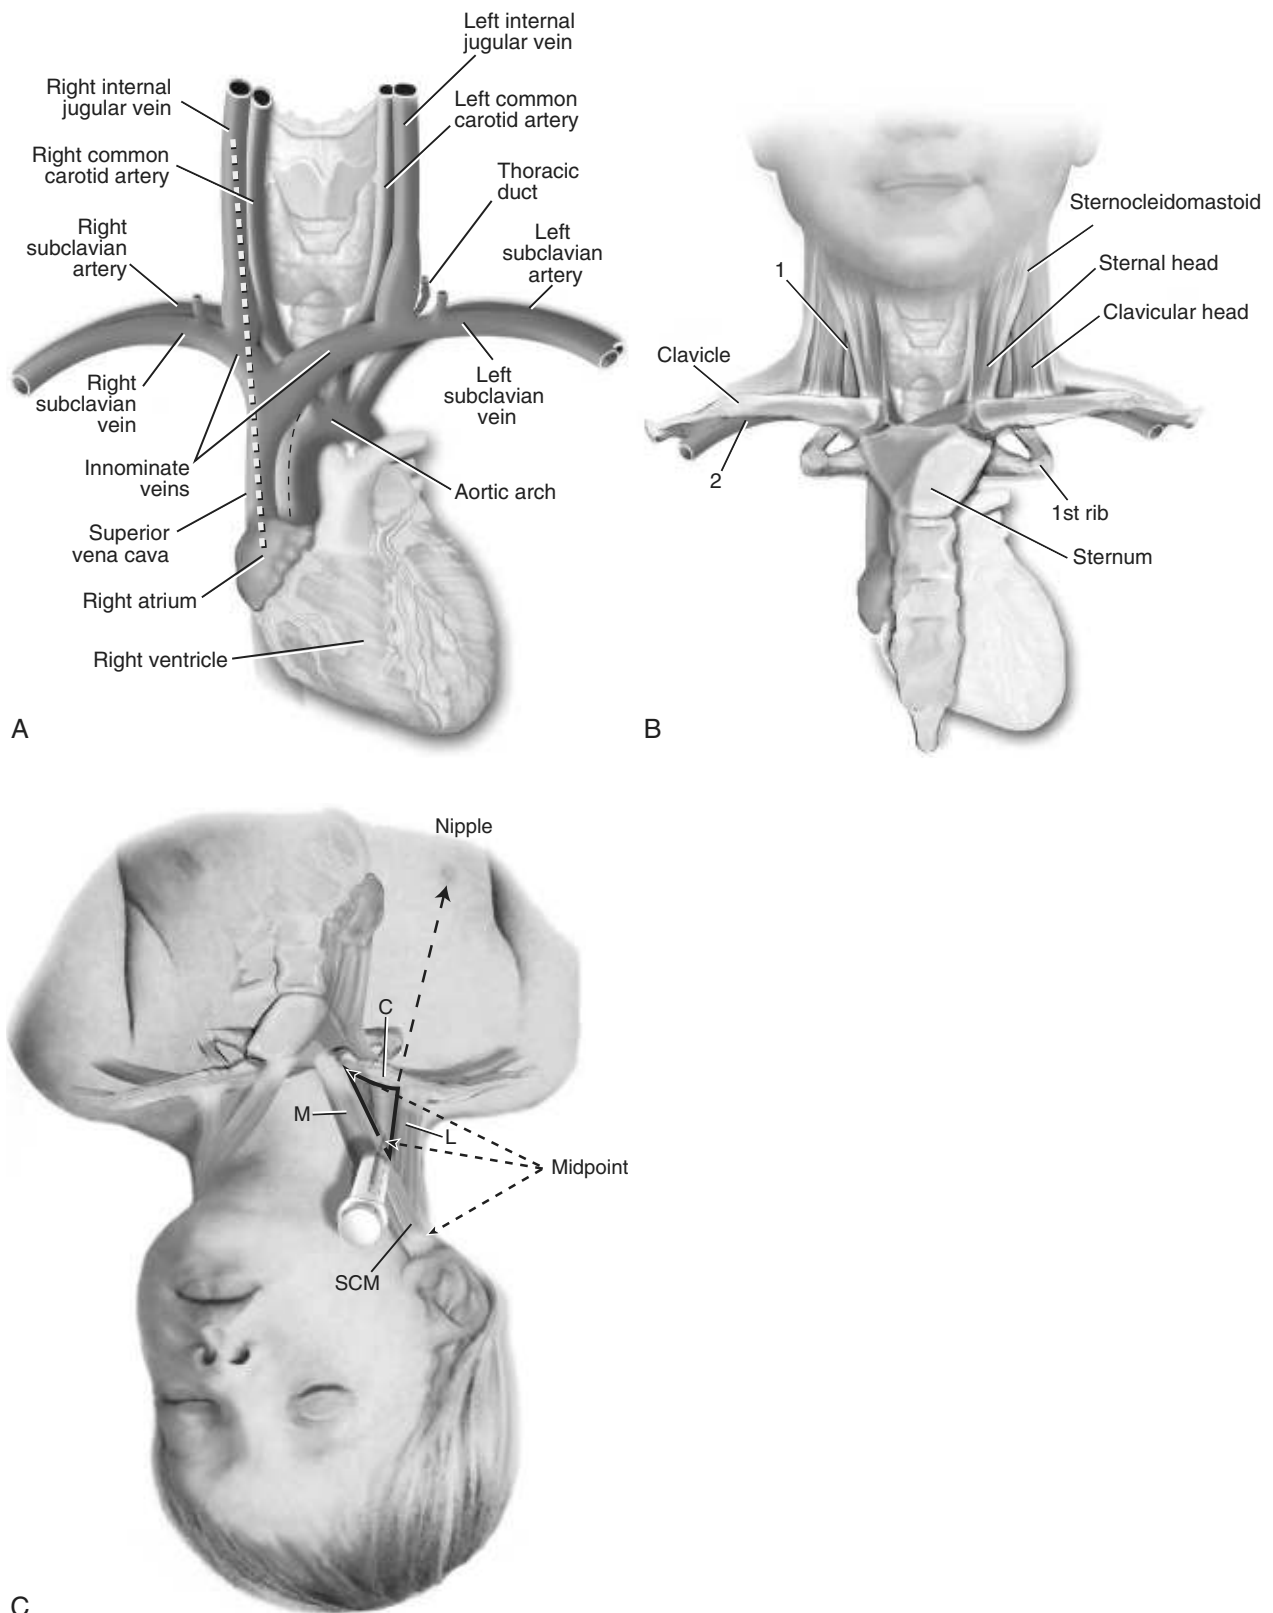 Left internal
jugular vein
Right internal
jugular vein
Left common
carotid artery
Right common
carotid artery
Thoracic
duct
Right
subclavian
artery
Left
subclavian
artery
Right
subclavian
vein
Left
subclavian
vein
Innominate
veins
Aortic arch
Superior
vena cava
Right atrium
Right ventricle
A
Sternocleidomastoid
1
Sternal head
Clavicular head
Clavicle
2
1st rib
Sternum
B
Nipple
C
M
L
Midpoint
SCM
C